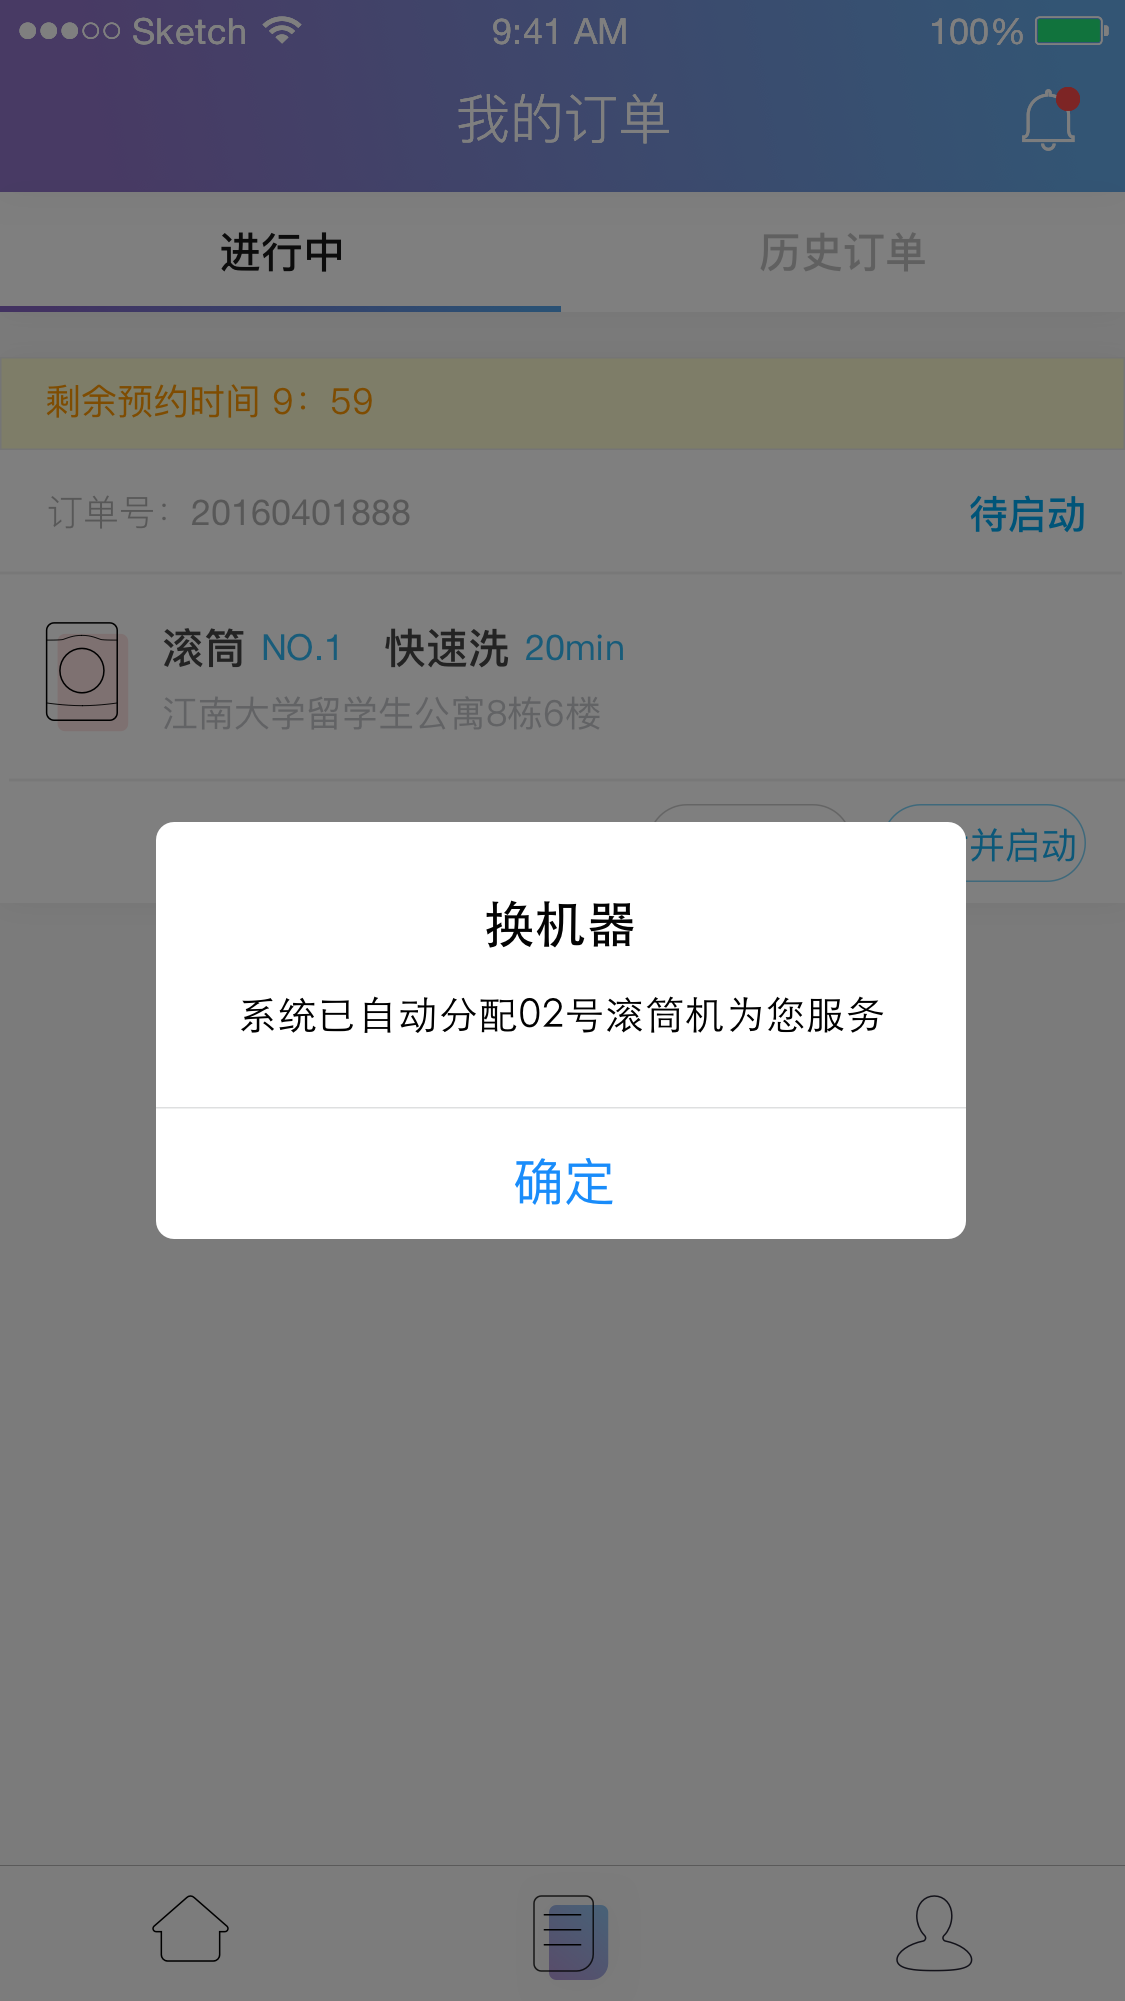 Sketch 9:41 AM 100%
我的订单
进行中 历史订单
剩余预约时间 9：59
订单号：20160401888 待启动
滚筒 NO.1 快速洗 20min
江南大学留学生公寓8栋6楼
并启动
换机器
系统已自动分配02号滚筒机为您服务
确定